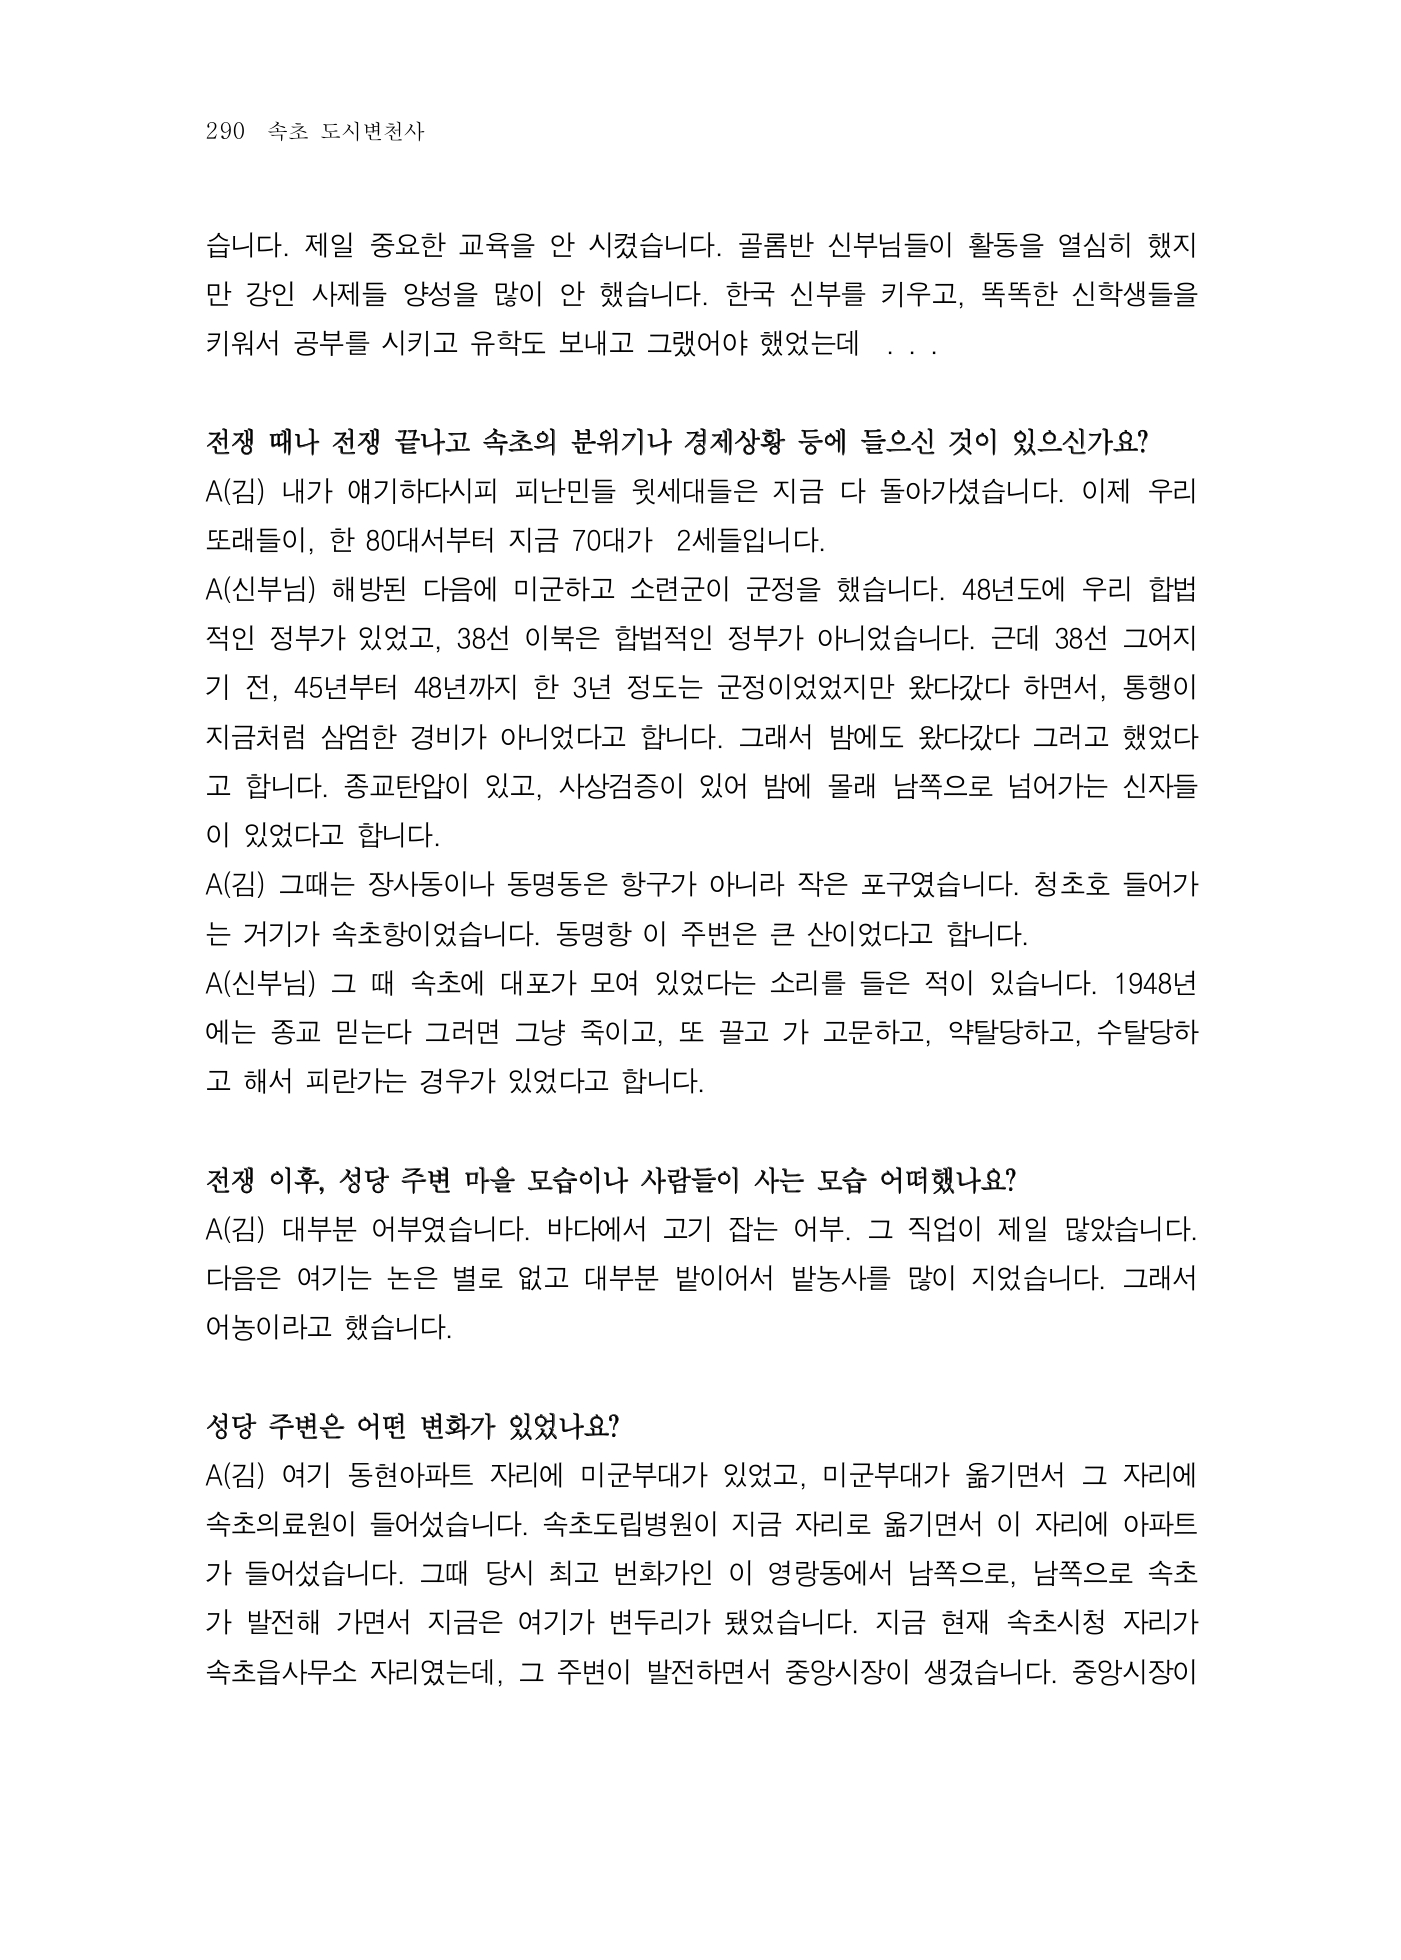 290 속초 도시변천사
습니다. 제일 중요한 교육을 안 시켰습니다. 골롬반 신부님들이 활동을 열심히 했지
만 강인 사제들 양성을 많이 안 했습니다. 한국 신부를 키우고, 똑똑한 신학생들을
키워서 공부를 시키고 유학도 보내고 그랬어야 했었는데 . . .
전쟁 때나 전쟁 끝나고 속초의 분위기나 경제상황 등에 들으신 것이 있으신가요?
A(김) 내가 얘기하다시피 피난민들 윗세대들은 지금 다 돌아가셨습니다. 이제 우리
또래들이, 한 80대서부터 지금 70대가 2세들입니다.
A(신부님) 해방된 다음에 미군하고 소련군이 군정을 했습니다. 48년도에 우리 합법
적인 정부가 있었고, 38선 이북은 합법적인 정부가 아니었습니다. 근데 38선 그어지
기 전, 45년부터 48년까지 한 3년 정도는 군정이었었지만 왔다갔다 하면서, 통행이
지금처럼 삼엄한 경비가 아니었다고 합니다. 그래서 밤에도 왔다갔다 그러고 했었다
고 합니다. 종교탄압이 있고, 사상검증이 있어 밤에 몰래 남쪽으로 넘어가는 신자들
이 있었다고 합니다.
A(김) 그때는 장사동이나 동명동은 항구가 아니라 작은 포구였습니다. 청초호 들어가
는 거기가 속초항이었습니다. 동명항 이 주변은 큰 산이었다고 합니다.
A(신부님) 그 때 속초에 대포가 모여 있었다는 소리를 들은 적이 있습니다. 1948년
에는 종교 믿는다 그러면 그냥 죽이고, 또 끌고 가 고문하고, 약탈당하고, 수탈당하
고 해서 피란가는 경우가 있었다고 합니다.
전쟁 이후, 성당 주변 마을 모습이나 사람들이 사는 모습 어떠했나요?
A(김) 대부분 어부였습니다. 바다에서 고기 잡는 어부. 그 직업이 제일 많았습니다.
다음은 여기는 논은 별로 없고 대부분 밭이어서 밭농사를 많이 지었습니다. 그래서
어농이라고 했습니다.
성당 주변은 어떤 변화가 있었나요?
A(김) 여기 동현아파트 자리에 미군부대가 있었고, 미군부대가 옮기면서 그 자리에
속초의료원이 들어섰습니다. 속초도립병원이 지금 자리로 옮기면서 이 자리에 아파트
가 들어섰습니다. 그때 당시 최고 번화가인 이 영랑동에서 남쪽으로, 남쪽으로 속초
가 발전해 가면서 지금은 여기가 변두리가 됐었습니다. 지금 현재 속초시청 자리가
속초읍사무소 자리였는데, 그 주변이 발전하면서 중앙시장이 생겼습니다. 중앙시장이